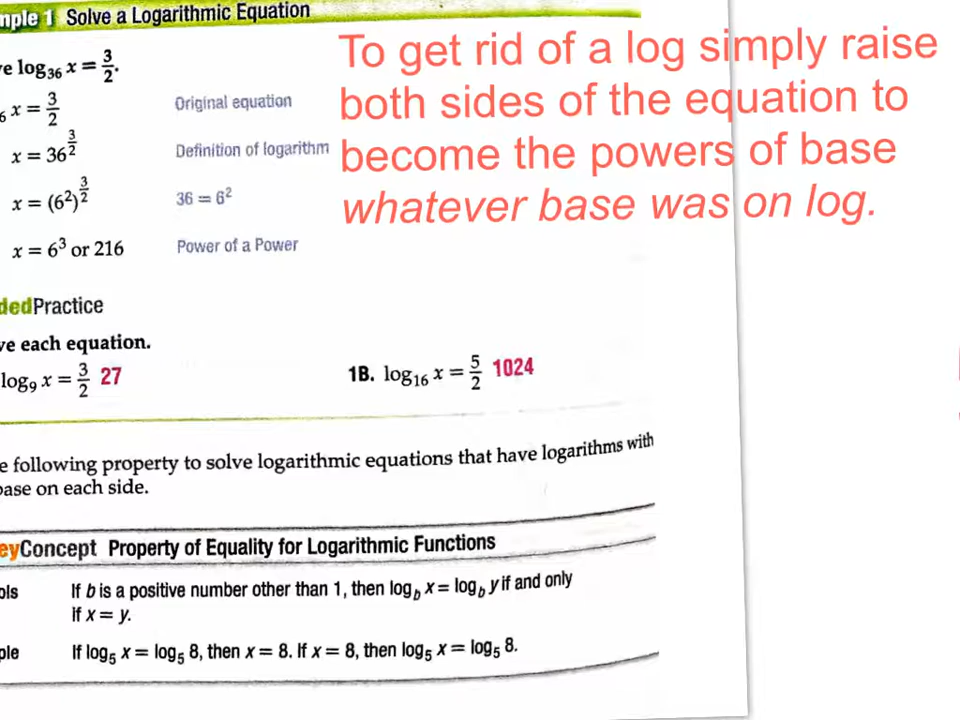 mple 1 Solve a Logarithmic Equation
ve log₃₆ x = 3/2.
₆ x = 3/2 Original equation
x = 36^(3/2) Definition of logarithm
x = (6²)^(3/2) 36 = 6²
x = 6³ or 216 Power of a Power
To get rid of a log simply raise
both sides of the equation to
become the powers of base
whatever base was on log.
dedPractice
ve each equation.
log₉ x = 3/2 27 1B. log₁₆ x = 5/2 1024
e following property to solve logarithmic equations that have logarithms with
base on each side.
eyConcept Property of Equality for Logarithmic Functions
ols If b is a positive number other than 1, then log_b x = log_b y if and only
if x = y.
ple If log₅ x = log₅ 8, then x = 8. If x = 8, then log₅ x = log₅ 8.